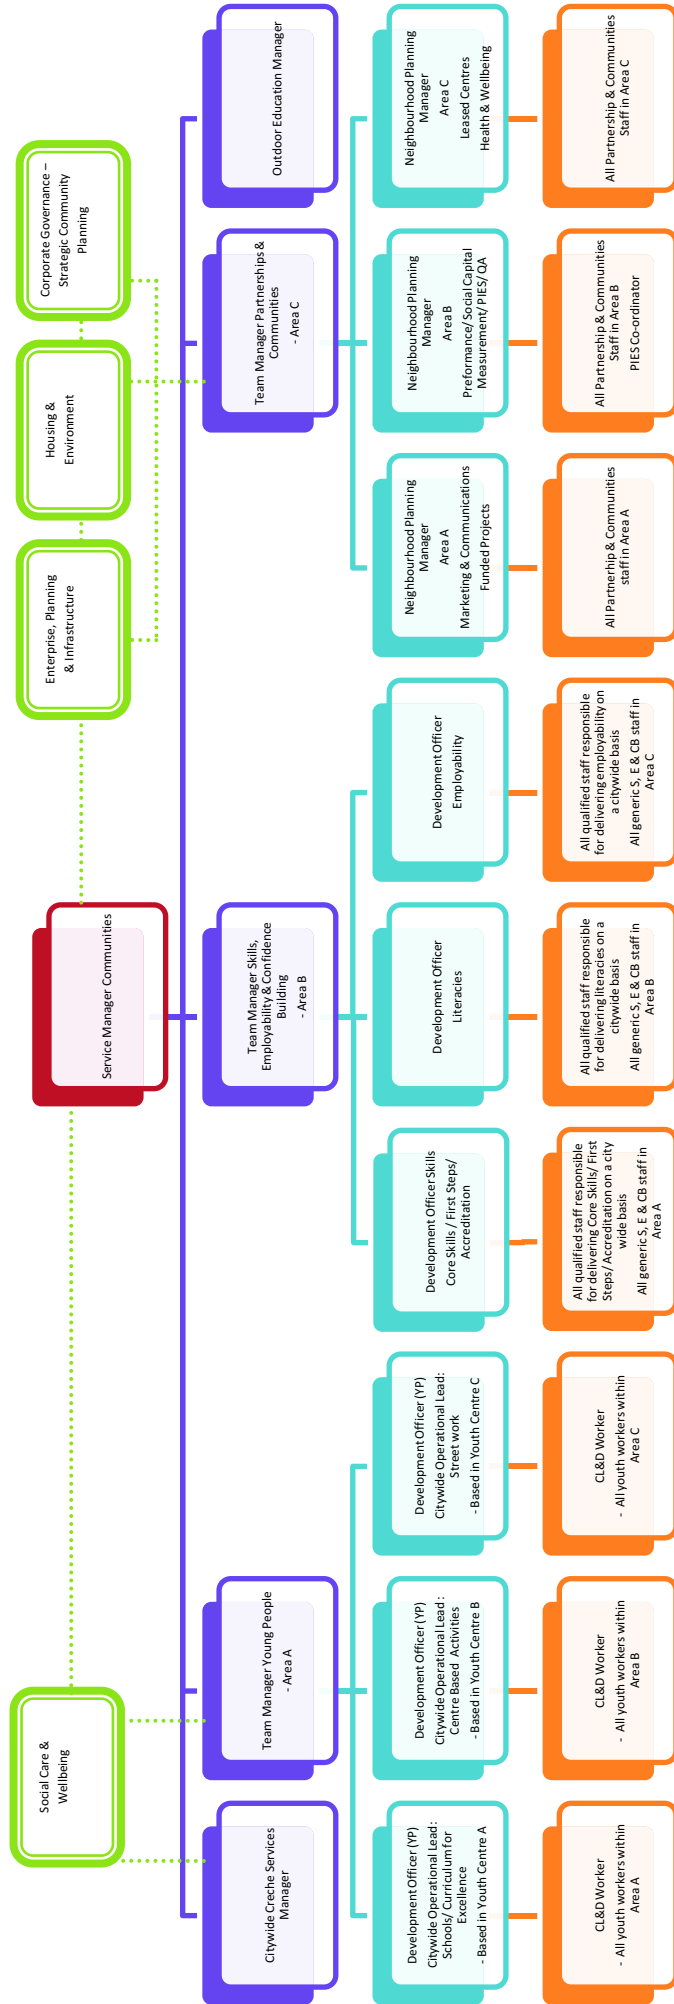 Social Care &
Wellbeing
Enterprise, Planning
& Infrastructure
Housing &
Environment
Corporate Governance –
Strategic Community
Planning
Service Manager Communities
Citywide Creche Services
Manager
Team Manager Young People
- Area A
Team Manager Skills,
Employability & Confidence
Building
- Area B
Team Manager Partnerships &
Communities
- Area C
Outdoor Education Manager
Development Officer (YP)
Citywide Operational Lead:
Schools/ Curriculum for
Excellence
- Based in Youth Centre A
Development Officer (YP)
Citywide Operational Lead:
Centre Based Activities
- Based in Youth Centre B
Development Officer (YP)
Citywide Operational Lead:
Street work
- Based in Youth Centre C
Development Officer Skills
Core Skills / First Steps/
Accreditation
Development Officer
Literacies
Development Officer
Employability
Neighbourhood Planning
Manager
Area A
Marketing & Communications
Funded Projects
Neighbourhood Planning
Manager
Area B
Preformance/ Social Capital
Measurement/ PIES/ QA
Neighbourhood Planning
Manager
Area C
Leased Centres
Health & Wellbeing
CL&D Worker
- All youth workers within
Area A
CL&D Worker
- All youth workers within
Area B
CL&D Worker
- All youth workers within
Area C
All qualified staff responsible
for delivering Core Skills/ First
Steps/ Accreditation on a city
wide basis
All generic S, E & CB staff in
Area A
All qualified staff responsible
for delivering literacies on a
citywide basis
All generic S, E & CB staff in
Area B
All qualified staff responsible
for delivering employability on
a citywide basis
All generic S, E & CB staff in
Area C
All Partnerhip & Communities
staff in Area A
All Partnership & Communities
Staff in Area B
PIES Co-ordinator
All Partnership & Communities
Staff in Area C